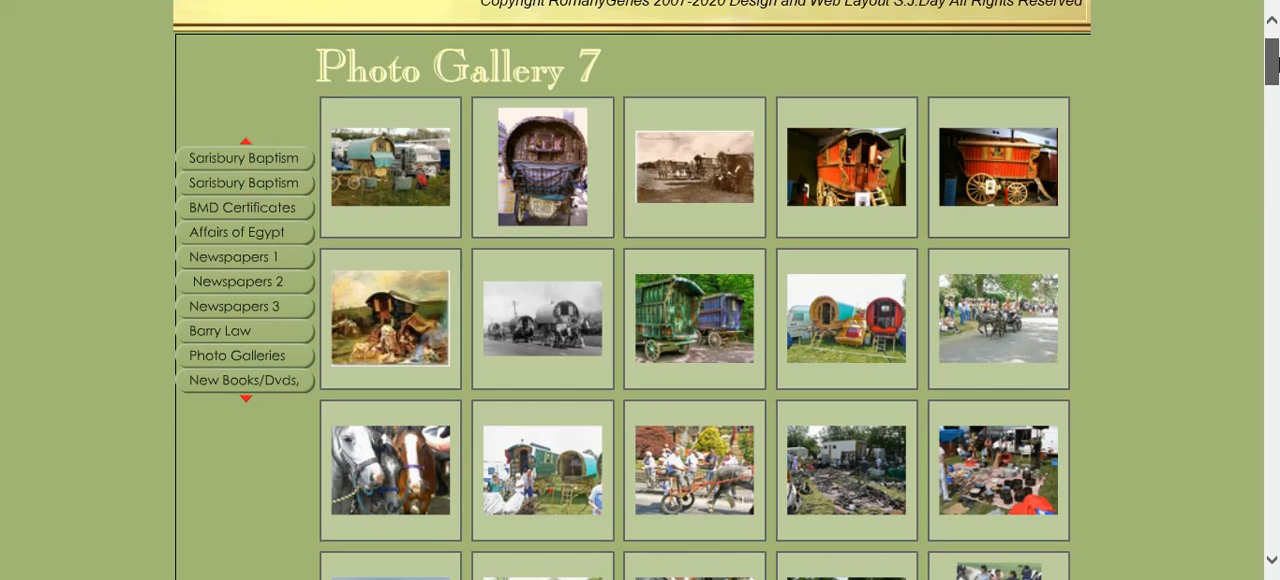 Copyright RomanyGenes 2007-2020 Design and Web Layout S.J.Day All Rights Reserved
Photo Gallery 7
Sarisbury Baptism
Sarisbury Baptism
BMD Certificates
Affairs of Egypt
Newspapers 1
Newspapers 2
Newspapers 3
Barry Law
Photo Galleries
New Books/Dvds,